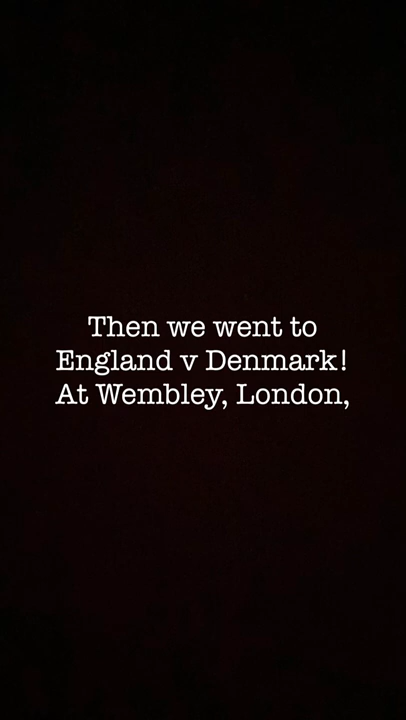 Then we went to
England v Denmark!
At Wembley, London,